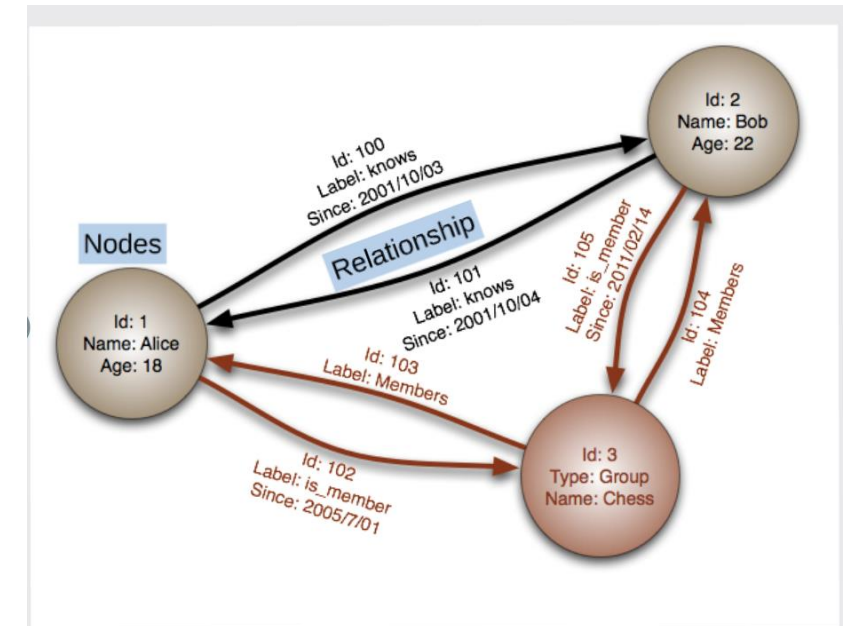 Id: 2
Name: Bob
Age: 22
Id: 100
Label: knows
Since: 2001/10/03
Nodes
Relationship
Id: 101
Label: knows
Since: 2001/10/04
Id: 105
Label: is_member
Since: 2011/02/14
Id: 104
Label: Members
Id: 1
Name: Alice
Age: 18
Id: 103
Label: Members
Id: 102
Label: is_member
Since: 2005/7/01
Id: 3
Type: Group
Name: Chess